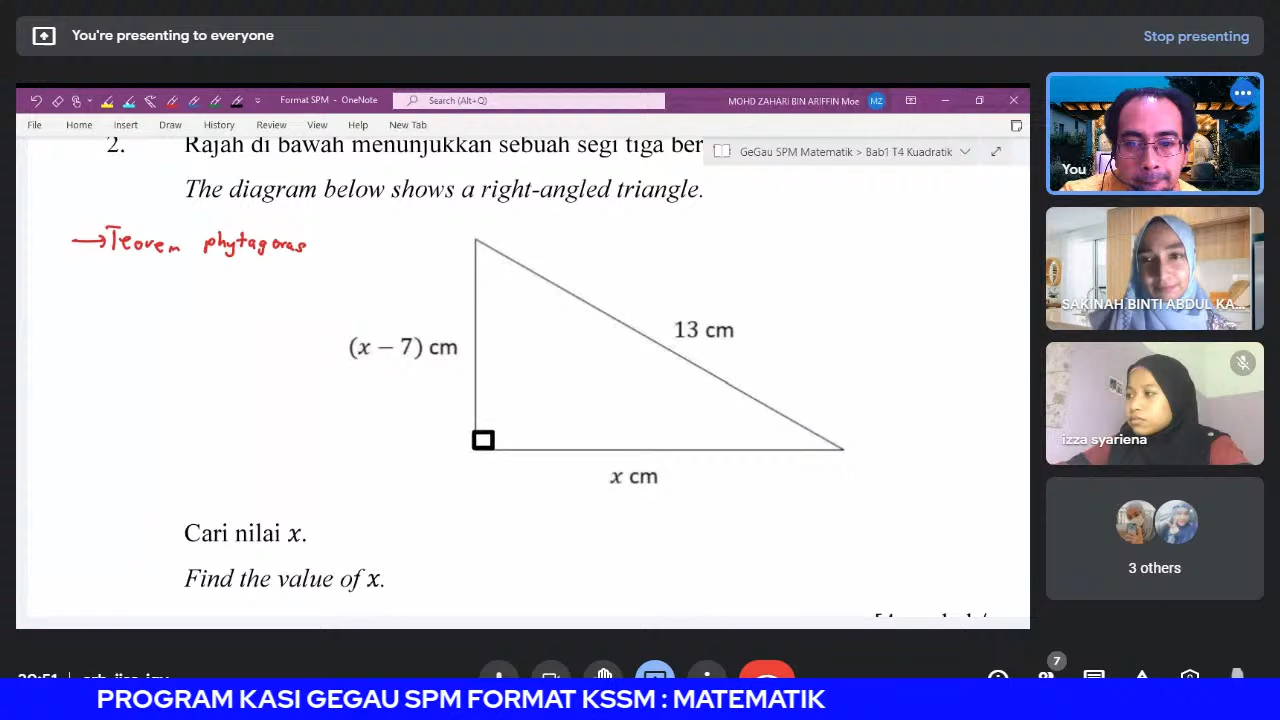 You're presenting to everyone
Stop presenting
Format SPM - OneNote
Search (Alt+Q)
MOHD ZAHARI BIN ARIFFIN Moe
MZ
File Home Insert Draw History Review View Help New Tab
GeGau SPM Matematik > Bab1 T4 Kuadratik
2. Rajah di bawah menunjukkan sebuah segi tiga ber
The diagram below shows a right-angled triangle.
→Teorem phytagoras
13 cm
(x − 7) cm
x cm
Cari nilai x.
Find the value of x.
You
SAKINAH BINTI ABDUL KA...
izza syariena
3 others
7
PROGRAM KASI GEGAU SPM FORMAT KSSM : MATEMATIK